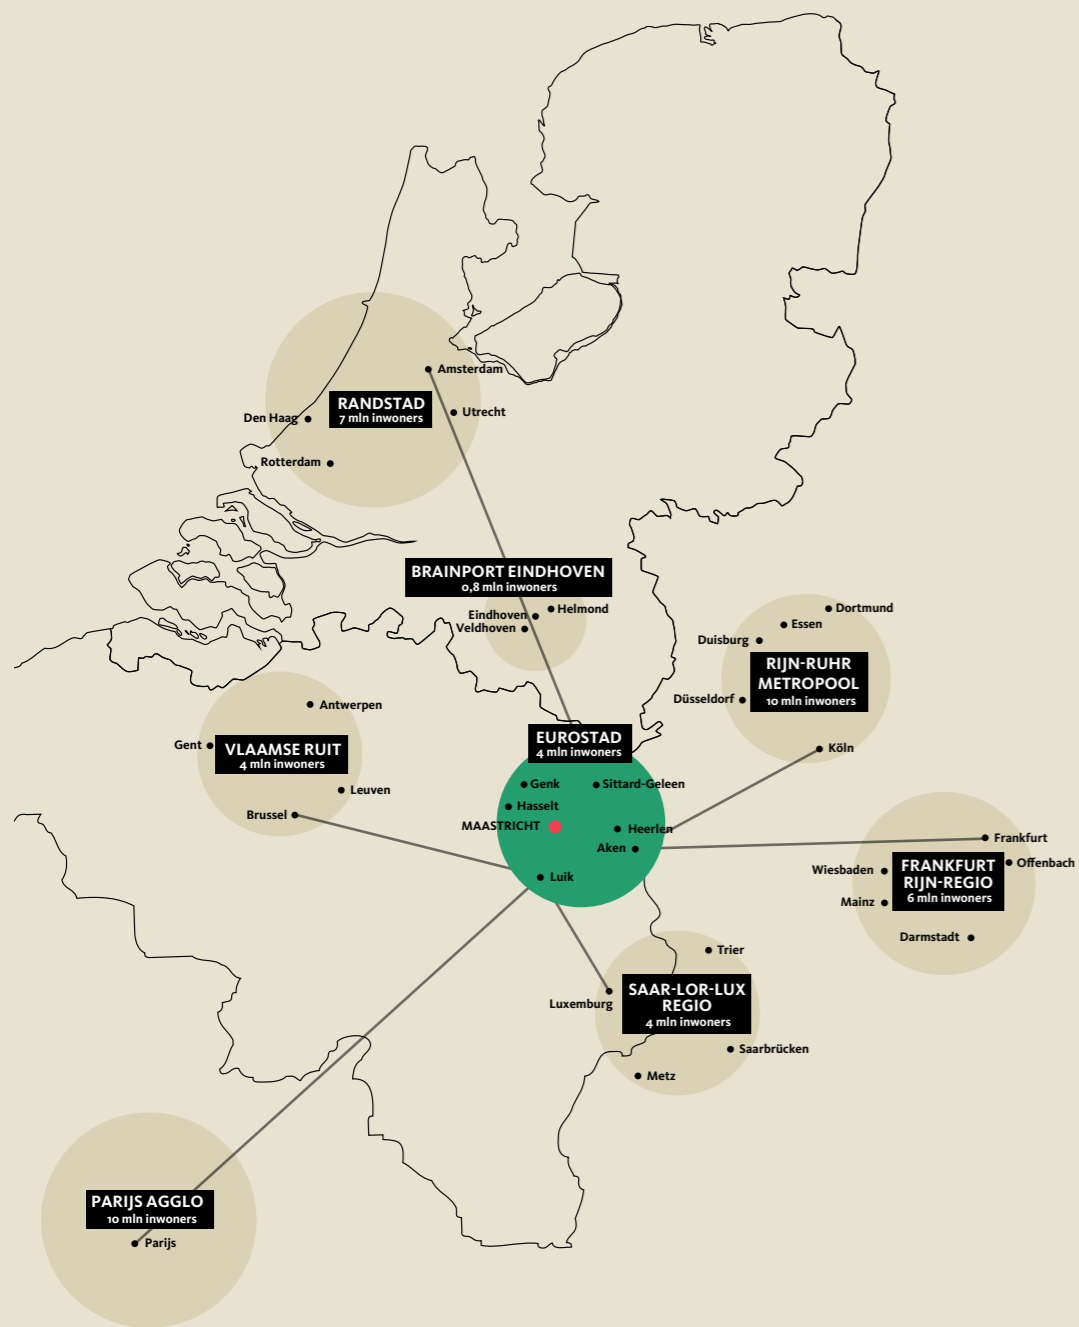 Amsterdam
RANDSTAD
7 mln inwoners
Utrecht
Den Haag
Rotterdam
BRAINPORT EINDHOVEN
0,8 mln inwoners
Helmond
Eindhoven
Veldhoven
Dortmund
Essen
Duisburg
RIJN-RUHR
METROPOOL
10 mln inwoners
Düsseldorf
Köln
Antwerpen
Gent
VLAAMSE RUIT
4 mln inwoners
Leuven
Brussel
EUROSTAD
4 mln inwoners
Genk
Sittard-Geleen
Hasselt
MAASTRICHT
Heerlen
Aken
Luik
Frankfurt
Offenbach
Wiesbaden
FRANKFURT
RIJN-REGIO
6 mln inwoners
Mainz
Darmstadt
Trier
SAAR-LOR-LUX
REGIO
4 mln inwoners
Luxemburg
Saarbrücken
Metz
PARIJS AGGLO
10 mln inwoners
Parijs